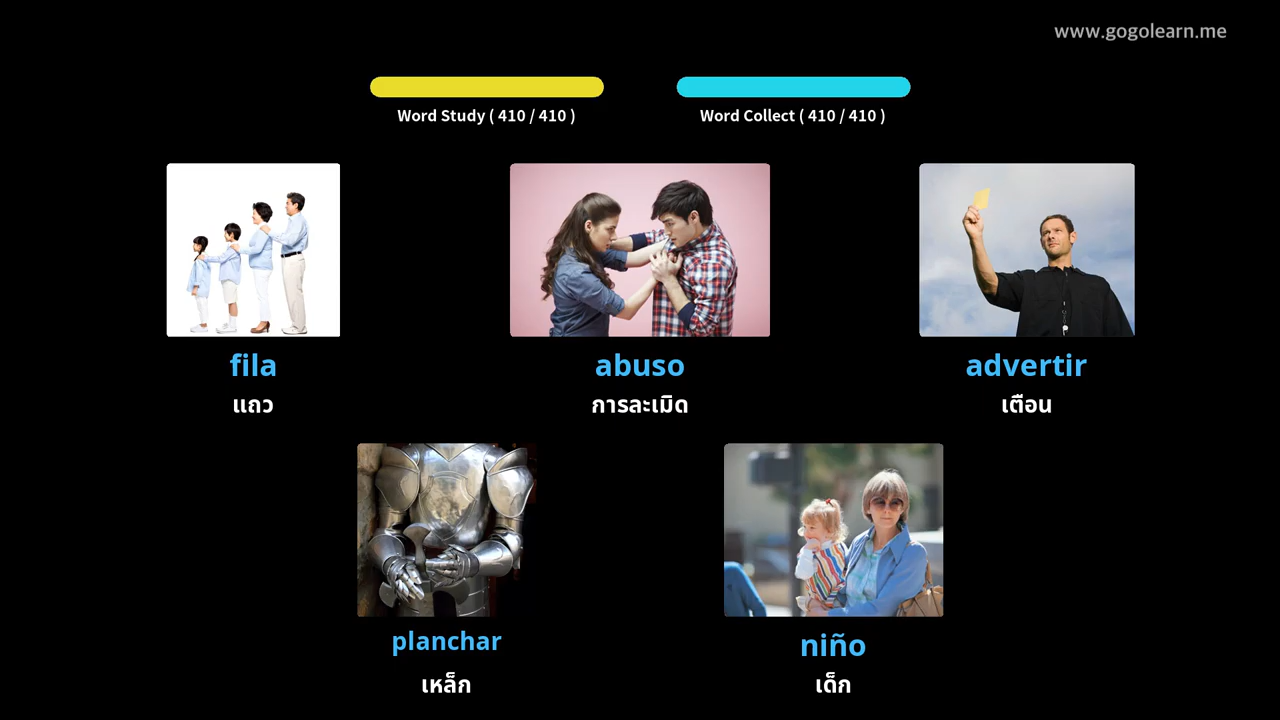 www.gogolearn.me
Word Study ( 410 / 410 )
Word Collect ( 410 / 410 )
fila
แถว
abuso
การละเมิด
advertir
เตือน
planchar
เหล็ก
niño
เด็ก